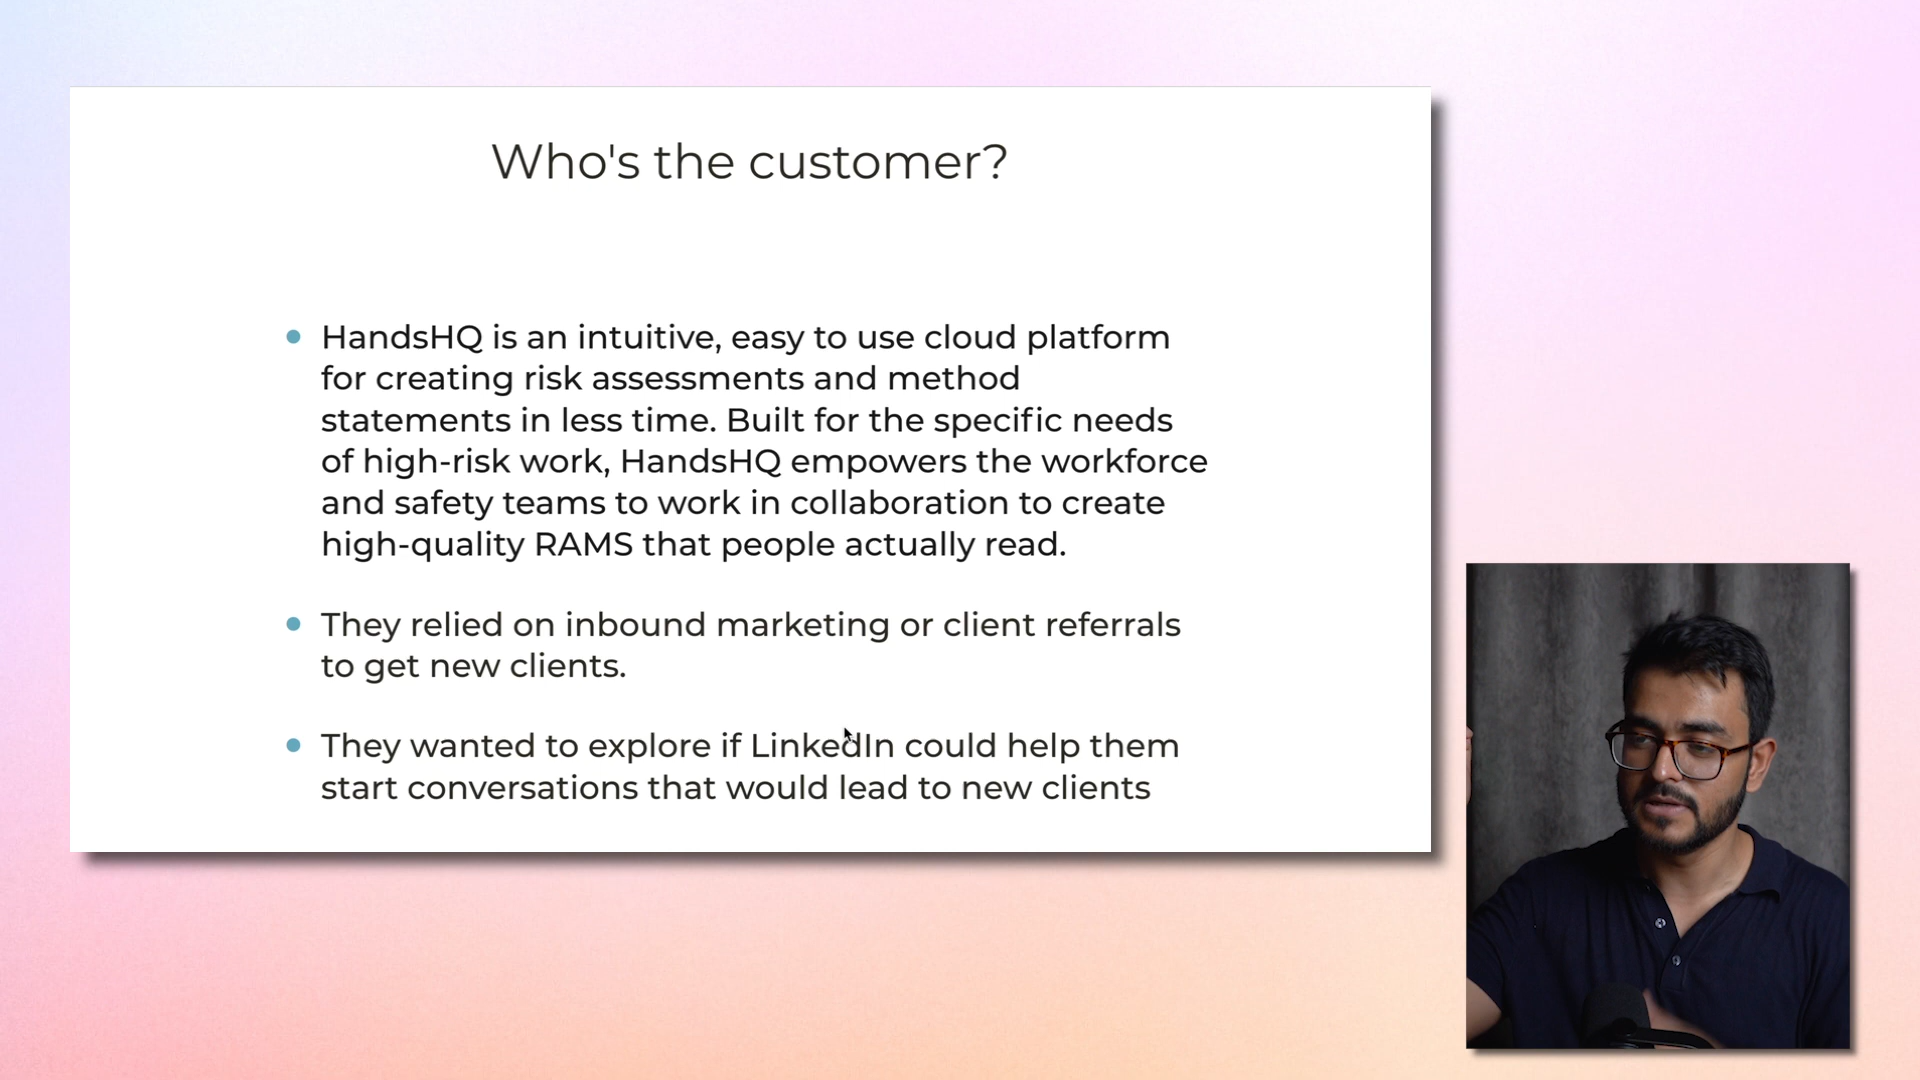 Who's the customer?
HandsHQ is an intuitive, easy to use cloud platform
for creating risk assessments and method
statements in less time. Built for the specific needs
of high-risk work, HandsHQ empowers the workforce
and safety teams to work in collaboration to create
high-quality RAMS that people actually read.
They relied on inbound marketing or client referrals
to get new clients.
They wanted to explore if LinkedIn could help them
start conversations that would lead to new clients